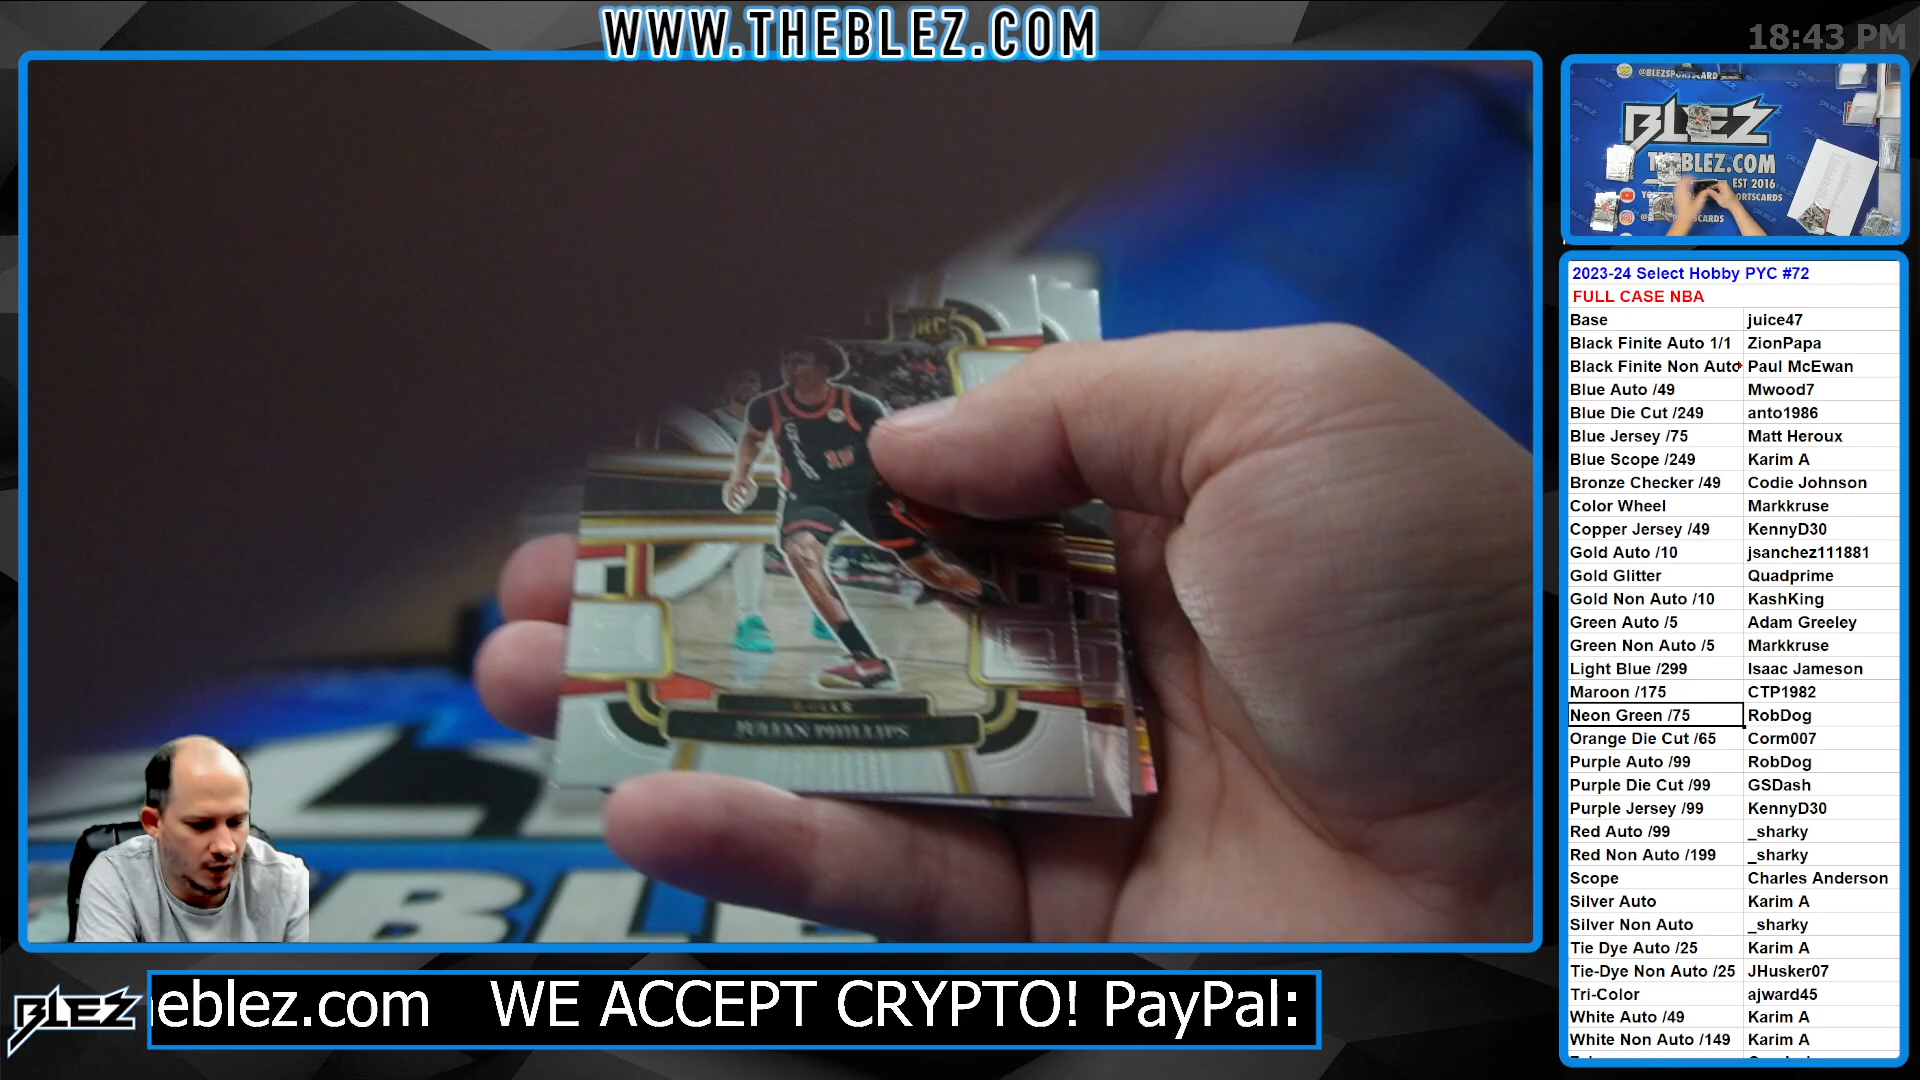 WWW.THEBLEZ.COM
18:43 PM
@BLEZSPORTSCARD
BLEZ
THEBLEZ.COM
EST 2016
RC
BULLS
JULIAN PHILLIPS
2023-24 Select Hobby PYC #72
FULL CASE NBA
Base juice47
Black Finite Auto 1/1 ZionPapa
Black Finite Non Auto Paul McEwan
Blue Auto /49 Mwood7
Blue Die Cut /249 anto1986
Blue Jersey /75 Matt Heroux
Blue Scope /249 Karim A
Bronze Checker /49 Codie Johnson
Color Wheel Markkruse
Copper Jersey /49 KennyD30
Gold Auto /10 jsanchez111881
Gold Glitter Quadprime
Gold Non Auto /10 KashKing
Green Auto /5 Adam Greeley
Green Non Auto /5 Markkruse
Light Blue /299 Isaac Jameson
Maroon /175 CTP1982
Neon Green /75 RobDog
Orange Die Cut /65 Corm007
Purple Auto /99 RobDog
Purple Die Cut /99 GSDash
Purple Jersey /99 KennyD30
Red Auto /99 _sharky
Red Non Auto /199 _sharky
Scope Charles Anderson
Silver Auto Karim A
Silver Non Auto _sharky
Tie Dye Auto /25 Karim A
Tie-Dye Non Auto /25 JHusker07
Tri-Color ajward45
White Auto /49 Karim A
White Non Auto /149 Karim A
BLEZ
eblez.com WE ACCEPT CRYPTO! PayPal: